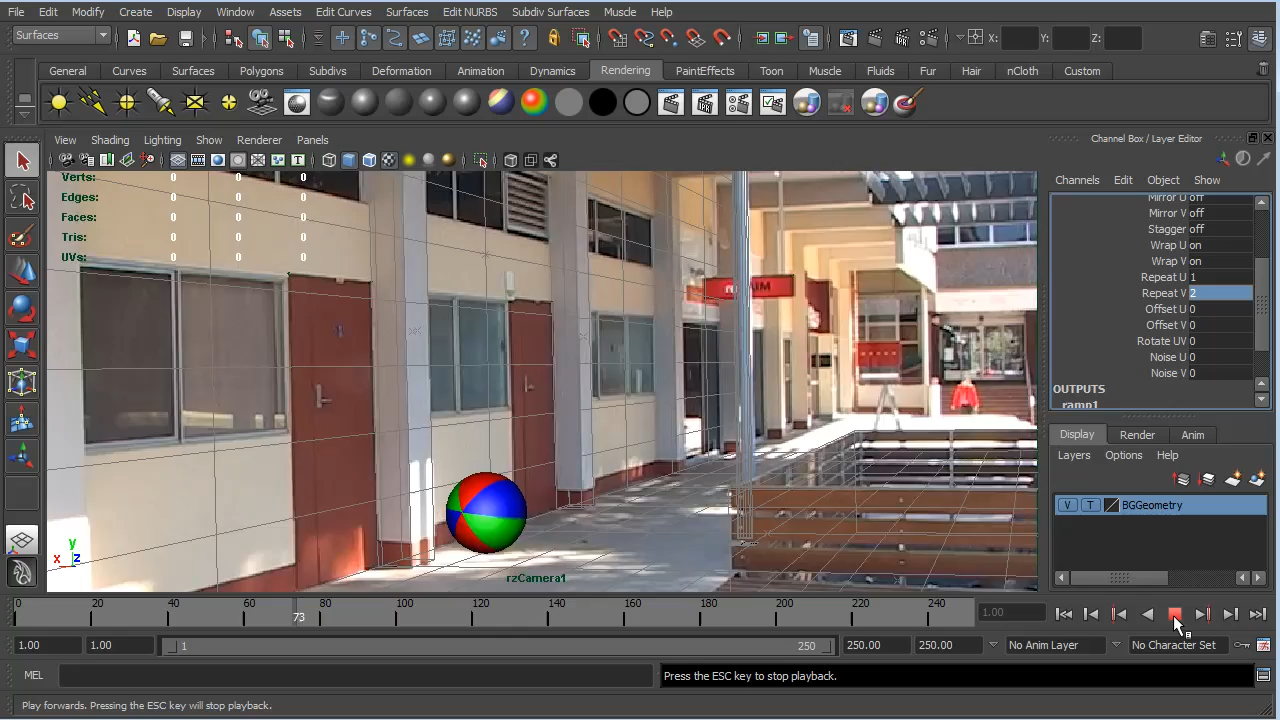 File Edit Modify Create Display Window Assets Edit Curves Surfaces Edit NURBS Subdiv Surfaces Muscle Help
Surfaces X: Y: Z:
General Curves Surfaces Polygons Subdivs Deformation Animation Dynamics Rendering PaintEffects Toon Muscle Fluids Fur Hair nCloth Custom
View Shading Lighting Show Renderer Panels
Channel Box / Layer Editor
Channels Edit Object Show
Verts: 0 0 0
Edges: 0 0 0
Faces: 0 0 0
Tris: 0 0 0
UVs: 0 0 0
Mirror U off
Mirror V off
Stagger off
Wrap U on
Wrap V on
Repeat U 1
Repeat V 2
Offset U 0
Offset V 0
Rotate UV 0
Noise U 0
Noise V 0
OUTPUTS
ramp1
Display Render Anim
Layers Options Help
V T BGGeometry
y
x z
rzCamera1
0 20 40 60 73 80 100 120 140 160 180 200 220 240 1.00
1.00 1.00 1 250 250.00 250.00 No Anim Layer No Character Set
MEL Press the ESC key to stop playback.
Play forwards. Pressing the ESC key will stop playback.